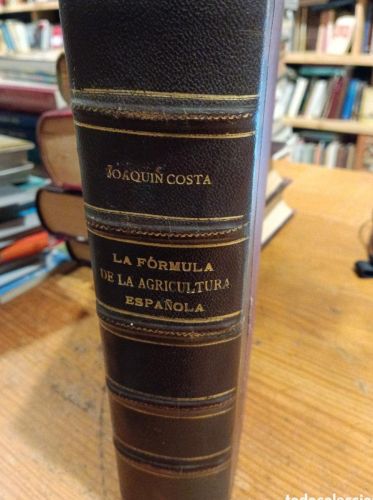 JOAQUIN COSTA
LA FÓRMULA
DE LA AGRICULTURA
ESPAÑOLA